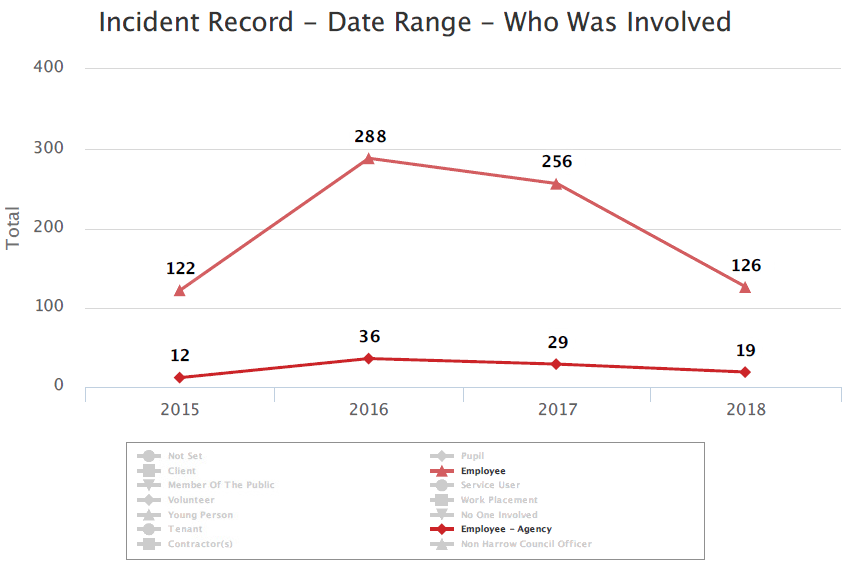 Incident Record - Date Range - Who Was Involved
400
300
200
100
0
Total
288
256
122
126
36
29
12
19
2015 2016 2017 2018
Not Set Pupil
Client Employee
Member Of The Public Service User
Volunteer Work Placement
Young Person No One Involved
Tenant Employee - Agency
Contractor(s) Non Harrow Council Officer